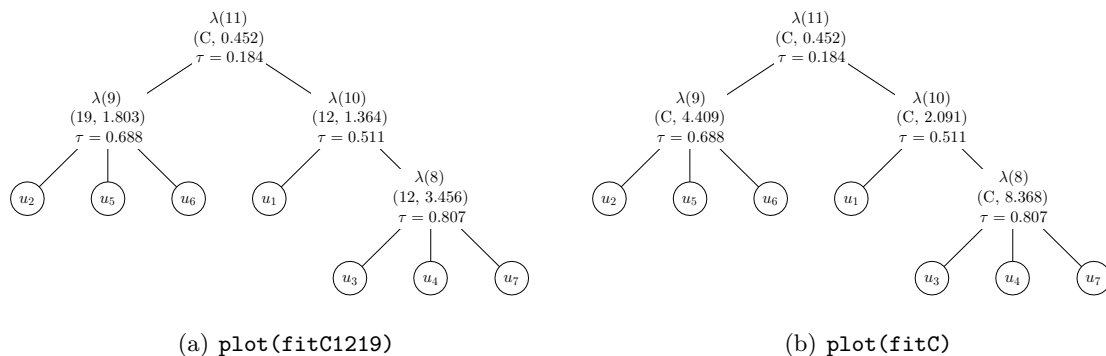 λ(11)
(C, 0.452)
τ = 0.184
λ(9)
(19, 1.803)
τ = 0.688
λ(10)
(12, 1.364)
τ = 0.511
u₂
u₅
u₆
u₁
λ(8)
(12, 3.456)
τ = 0.807
u₃
u₄
u₇
(a) plot(fitC1219)
λ(11)
(C, 0.452)
τ = 0.184
λ(9)
(C, 4.409)
τ = 0.688
λ(10)
(C, 2.091)
τ = 0.511
u₂
u₅
u₆
u₁
λ(8)
(C, 8.368)
τ = 0.807
u₃
u₄
u₇
(b) plot(fitC)